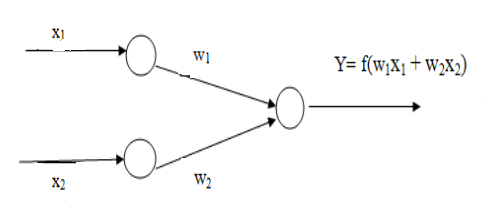 x₁
w₁
Y= f(w₁x₁ + w₂x₂)
x₂
w₂